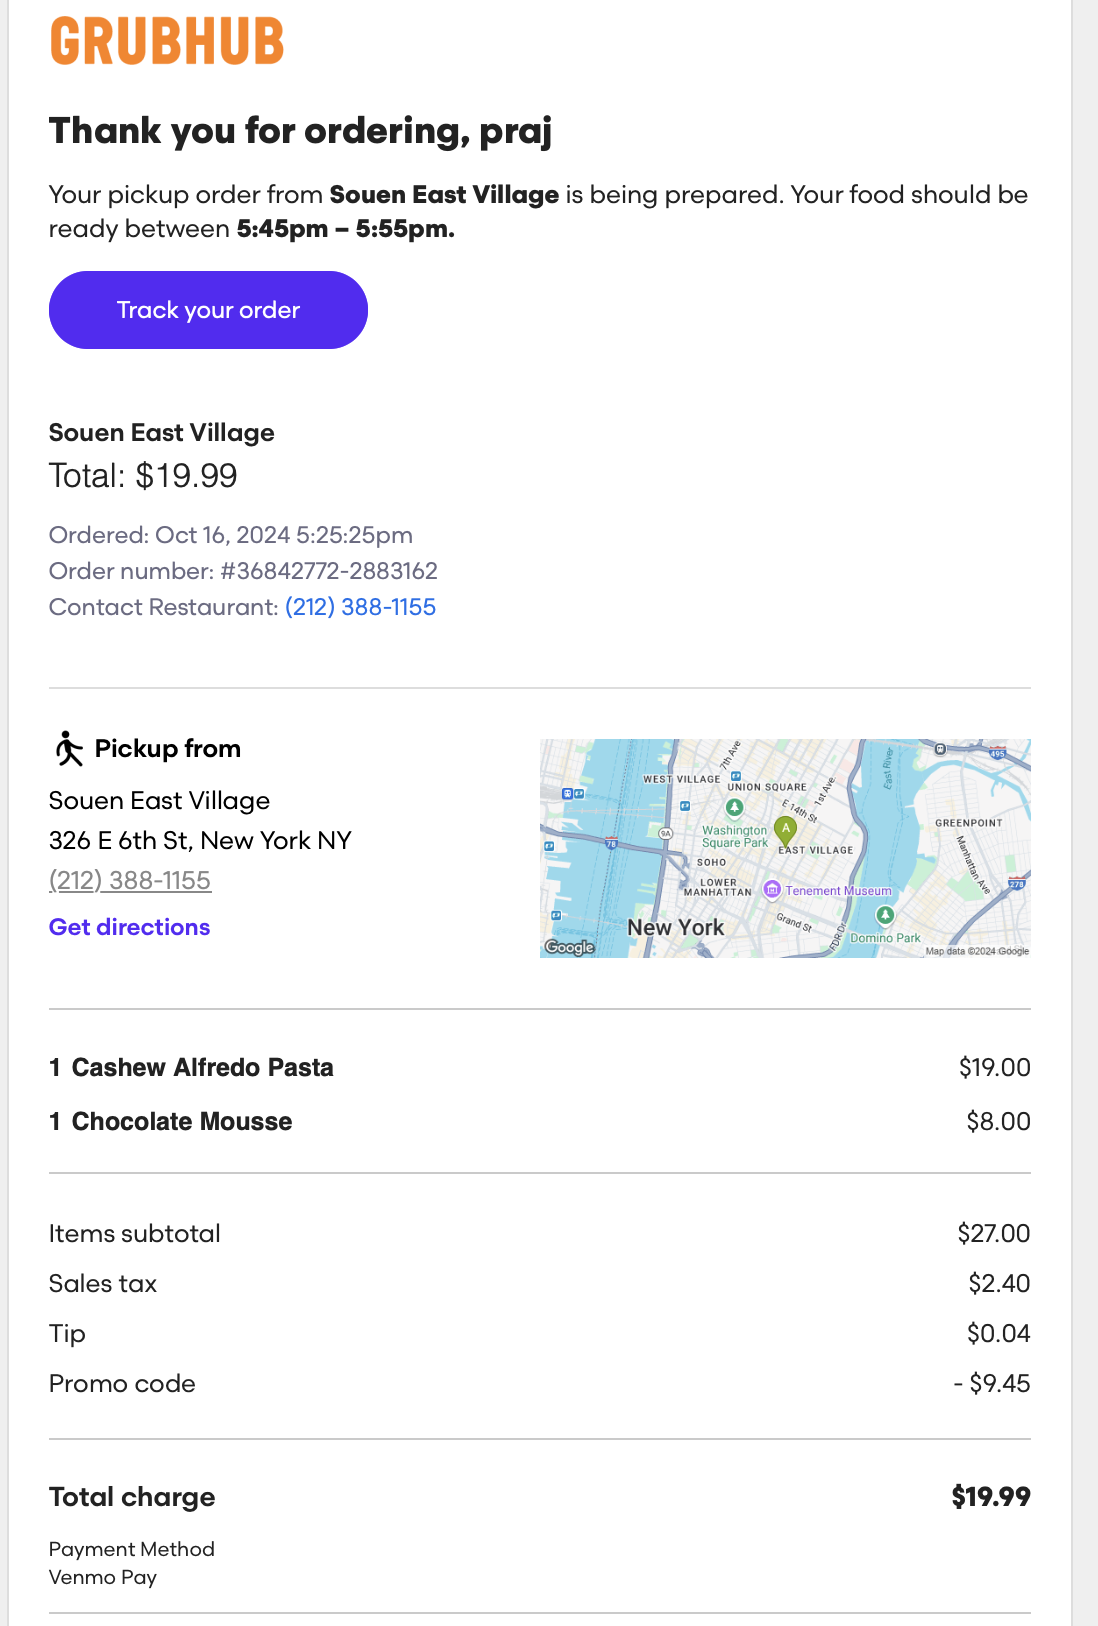 GRUBHUB
Thank you for ordering, praj
Your pickup order from Souen East Village is being prepared. Your food should be
ready between 5:45pm – 5:55pm.
Track your order
Souen East Village
Total: $19.99
Ordered: Oct 16, 2024 5:25:25pm
Order number: #36842772-2883162
Contact Restaurant: (212) 388-1155
Pickup from
Souen East Village
326 E 6th St, New York NY
(212) 388-1155
Get directions
7th Ave
East River
495
WEST VILLAGE
UNION SQUARE
E 14th St
1st Ave.
9A
Washington
Square Park
A
GREENPOINT
78
EAST VILLAGE
SOHO
Manhattan Ave
LOWER
MANHATTAN
Tenement Museum
278
New York
Grand St
FDR Dr
Domino Park
Google
Map data ©2024 Google
1 Cashew Alfredo Pasta $19.00
1 Chocolate Mousse $8.00
Items subtotal $27.00
Sales tax $2.40
Tip $0.04
Promo code - $9.45
Total charge $19.99
Payment Method
Venmo Pay